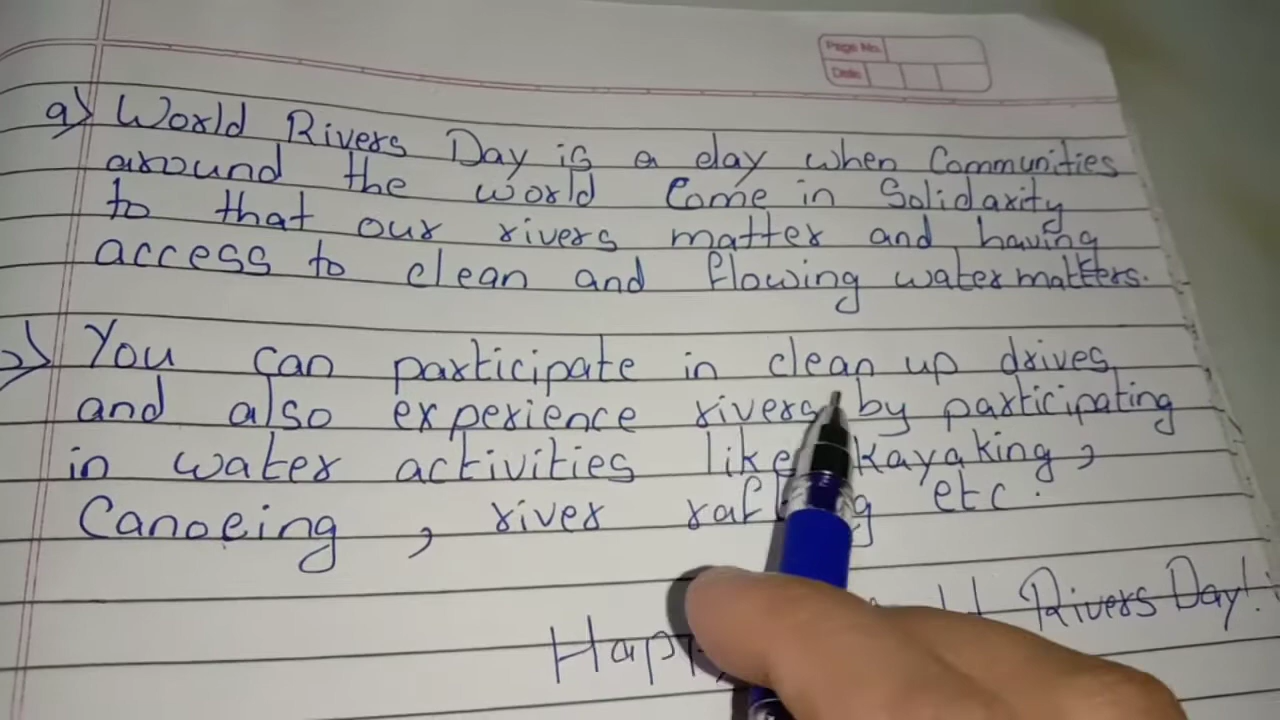 Page No.
Date
9) World Rivers Day is a day when Communities
around the world Come in Solidarity
to that our rivers matter and having
access to clean and flowing water matters.
You can participate in clean up drives
and also experience rivers by participating
in water activities like kayaking,
Canoeing, river etc.
Rivers Day!